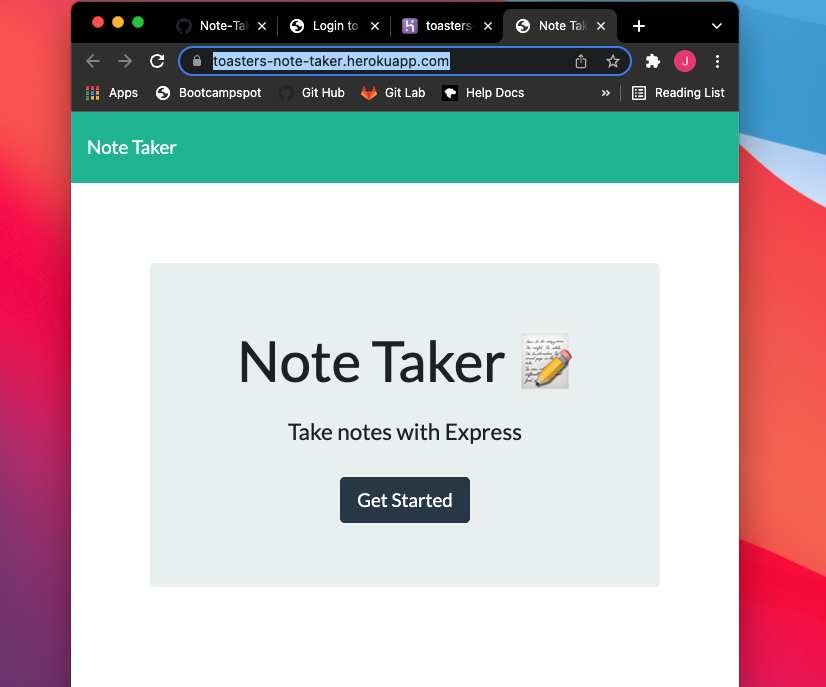 Note-Tak
Login to
toasters-
Note Tak
toasters-note-taker.herokuapp.com
J
Apps
Bootcampspot
Git Hub
Git Lab
Help Docs
»
Reading List
Note Taker
Note Taker 📝
Take notes with Express
Get Started